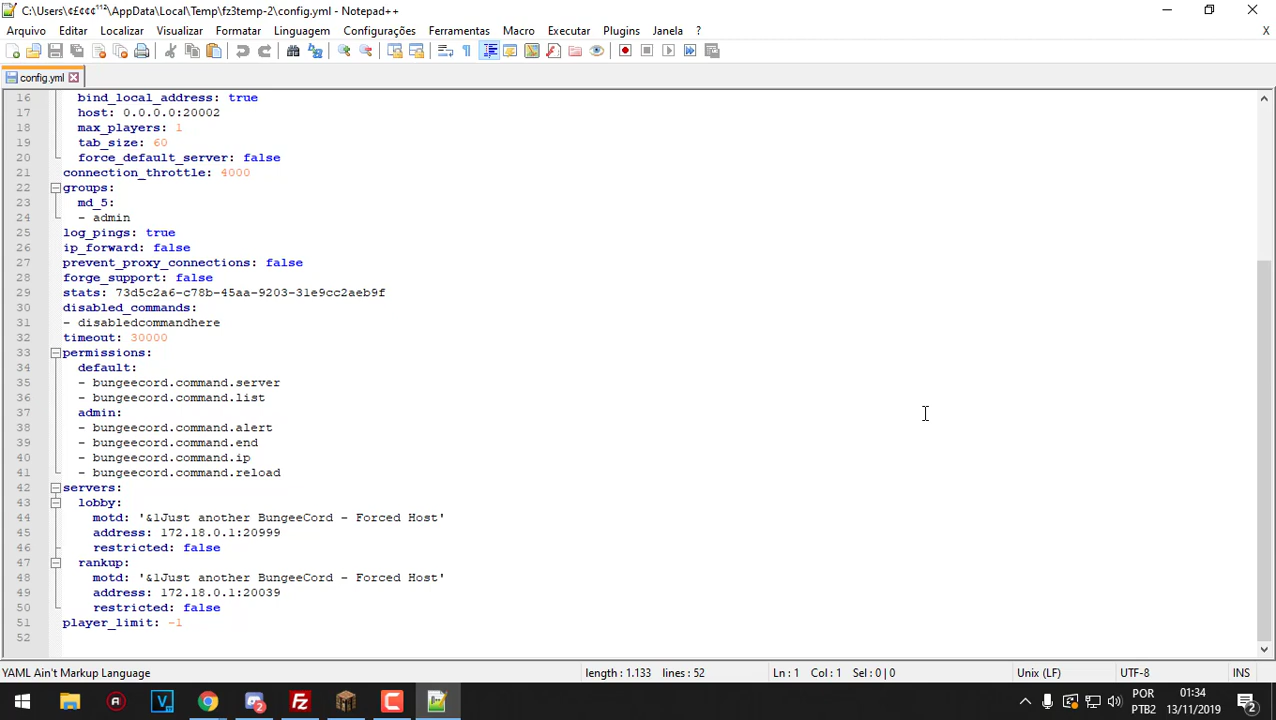 C:\Users\¢£¢¢¹¹²\AppData\Local\Temp\fz3temp-2\config.yml - Notepad++
Arquivo Editar Localizar Visualizar Formatar Linguagem Configurações Ferramentas Macro Executar Plugins Janela ? X
config.yml
16 bind_local_address: true
17 host: 0.0.0.0:20002
18 max_players: 1
19 tab_size: 60
20 force_default_server: false
21 connection_throttle: 4000
22 groups:
23 md_5:
24 - admin
25 log_pings: true
26 ip_forward: false
27 prevent_proxy_connections: false
28 forge_support: false
29 stats: 73d5c2a6-c78b-45aa-9203-31e9cc2aeb9f
30 disabled_commands:
31 - disabledcommandhere
32 timeout: 30000
33 permissions:
34 default:
35 - bungeecord.command.server
36 - bungeecord.command.list
37 admin:
38 - bungeecord.command.alert
39 - bungeecord.command.end
40 - bungeecord.command.ip
41 - bungeecord.command.reload
42 servers:
43 lobby:
44 motd: '&1Just another BungeeCord - Forced Host'
45 address: 172.18.0.1:20999
46 restricted: false
47 rankup:
48 motd: '&1Just another BungeeCord - Forced Host'
49 address: 172.18.0.1:20039
50 restricted: false
51 player_limit: -1
52
YAML Ain't Markup Language length : 1.133 lines : 52 Ln : 1 Col : 1 Sel : 0 | 0 Unix (LF) UTF-8 INS
POR 01:34
PTB2 13/11/2019 2